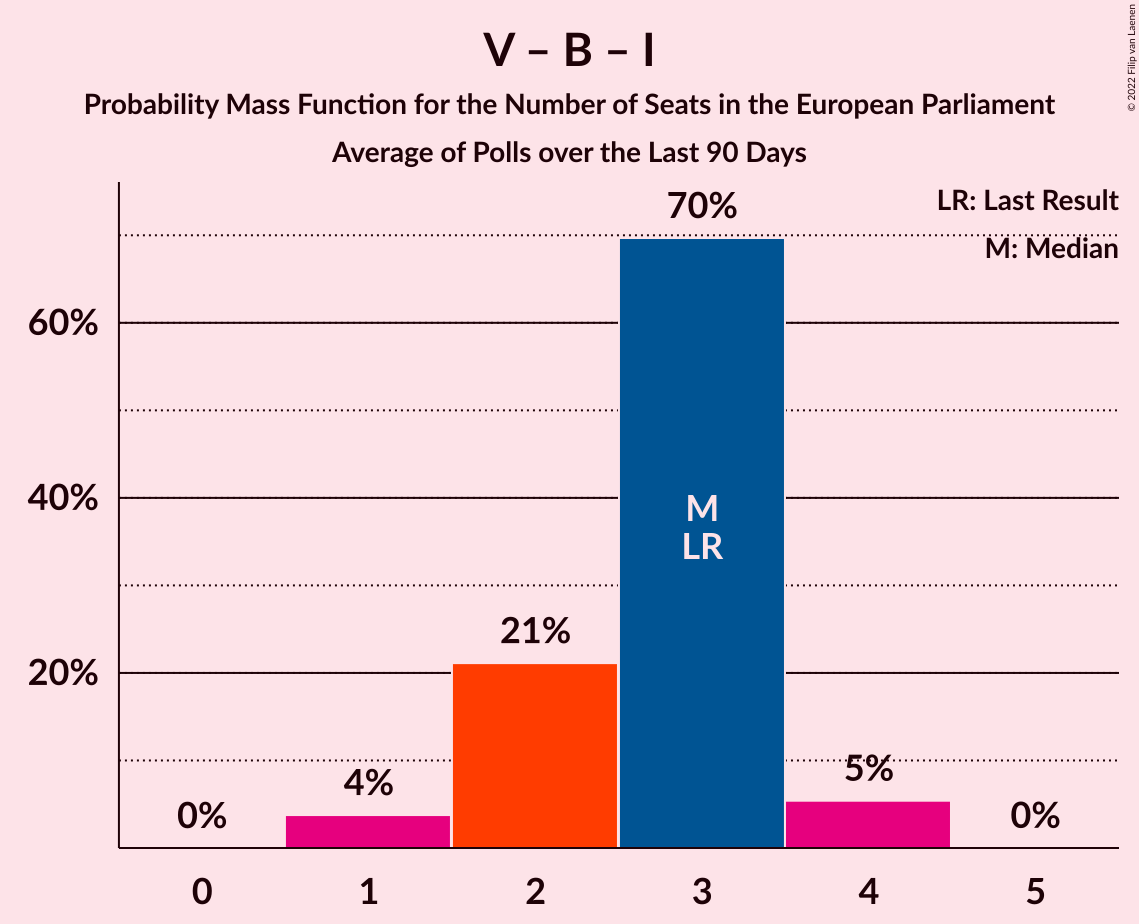 V – B – I
Probability Mass Function for the Number of Seats in the European Parliament
Average of Polls over the Last 90 Days
© 2022 Filip van Laenen
LR: Last Result
M: Median
70%
60%
40%
20%
M
LR
21%
4%
5%
0%
0%
0 1 2 3 4 5